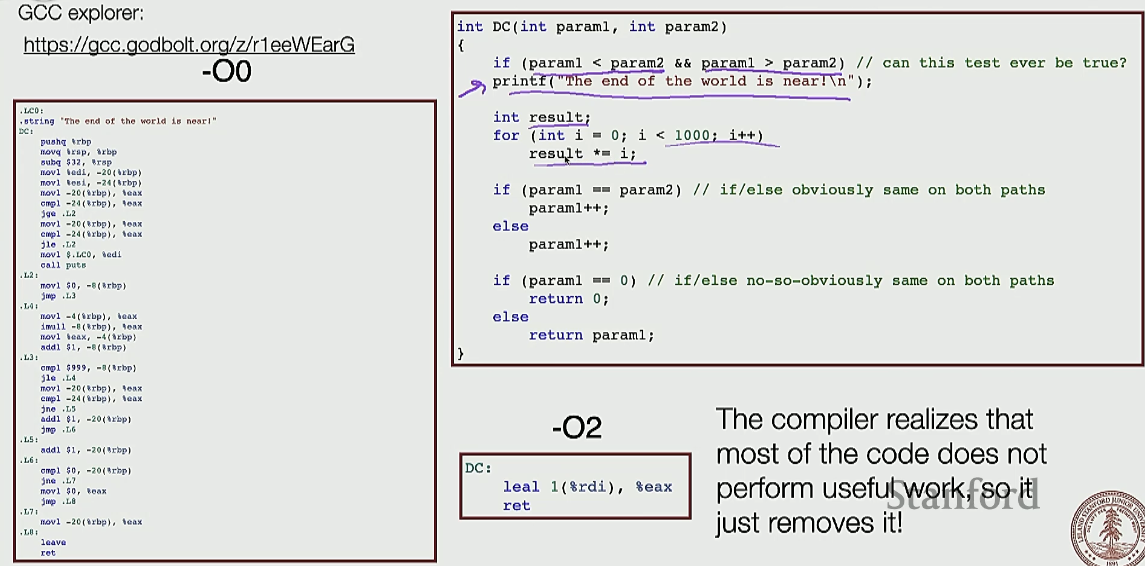 GCC explorer:
https://gcc.godbolt.org/z/r1eeWEarG
-O0
.LC0:
.string "The end of the world is near!"
DC:
pushq %rbp
movq %rsp, %rbp
subq $32, %rsp
movl %edi, -20(%rbp)
movl %esi, -24(%rbp)
movl -20(%rbp), %eax
cmpl -24(%rbp), %eax
jge .L2
movl -20(%rbp), %eax
cmpl -24(%rbp), %eax
jle .L2
movl $.LC0, %edi
call puts
.L2:
movl $0, -8(%rbp)
jmp .L3
.L4:
movl -4(%rbp), %eax
imull -8(%rbp), %eax
movl %eax, -4(%rbp)
addl $1, -8(%rbp)
.L3:
cmpl $999, -8(%rbp)
jle .L4
movl -20(%rbp), %eax
cmpl -24(%rbp), %eax
jne .L5
addl $1, -20(%rbp)
jmp .L6
.L5:
addl $1, -20(%rbp)
.L6:
cmpl $0, -20(%rbp)
jne .L7
movl $0, %eax
jmp .L8
.L7:
movl -20(%rbp), %eax
.L8:
leave
ret
int DC(int param1, int param2)
{
if (param1 < param2 && param1 > param2) // can this test ever be true?
printf("The end of the world is near!\n");
int result;
for (int i = 0; i < 1000; i++)
result *= i;
if (param1 == param2) // if/else obviously same on both paths
param1++;
else
param1++;
if (param1 == 0) // if/else no-so-obviously same on both paths
return 0;
else
return param1;
}
-O2
DC:
leal 1(%rdi), %eax
ret
The compiler realizes that
most of the code does not
perform useful work, so it
just removes it!
Stanford